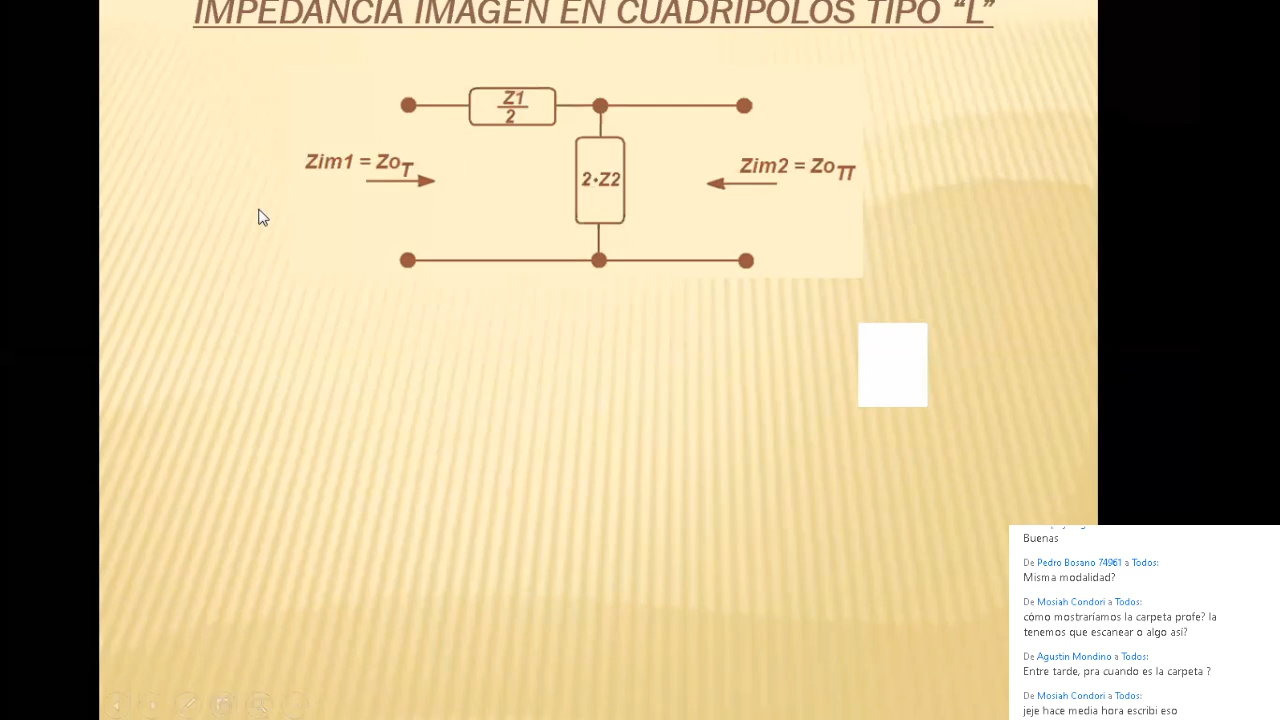 IMPEDANCIA IMAGEN EN CUADRIPOLOS TIPO “L”
Z1
2
Zim1 = ZoT
2•Z2
Zim2 = Zoπ
Buenas
De Pedro Bosano 74961 a Todos:
Misma modalidad?
De Mosiah Condori a Todos:
cómo mostraríamos la carpeta profe? la
tenemos que escanear o algo así?
De Agustin Mondino a Todos:
Entre tarde, pra cuando es la carpeta ?
De Mosiah Condori a Todos:
jeje hace media hora escribi eso